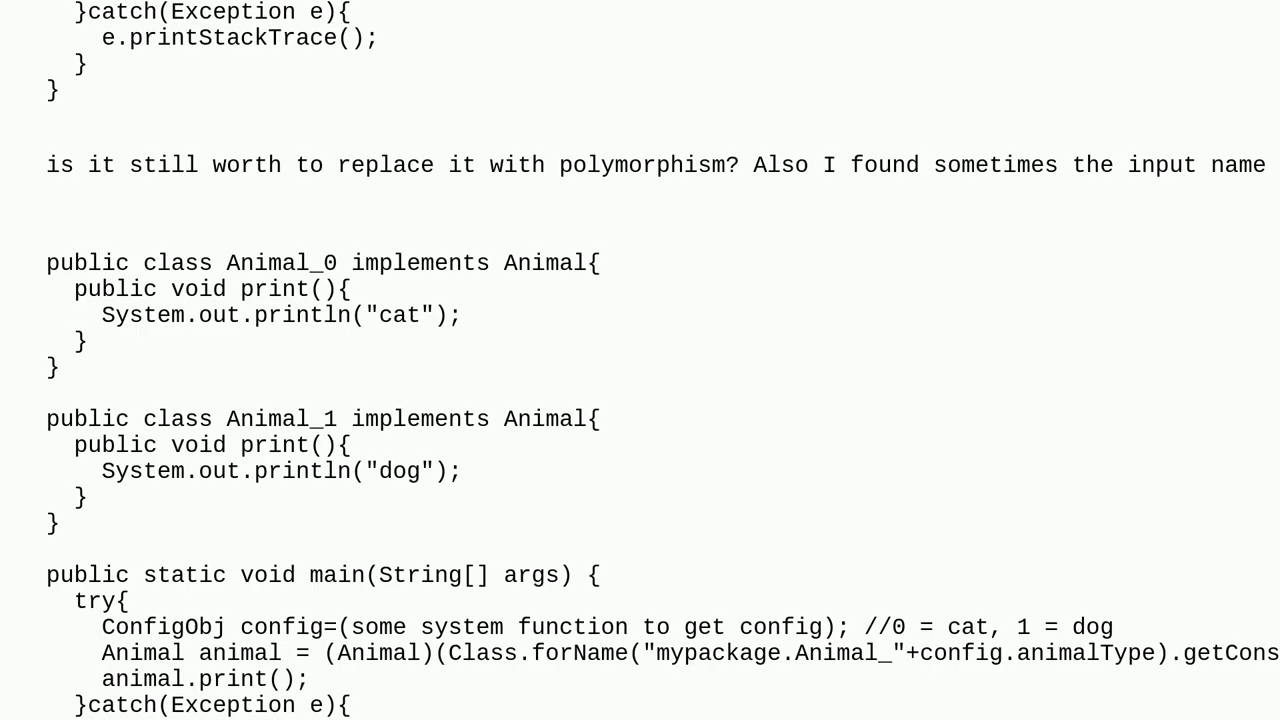 }catch(Exception e){
e.printStackTrace();
}
}
is it still worth to replace it with polymorphism? Also I found sometimes the input name
public class Animal_0 implements Animal{
public void print(){
System.out.println("cat");
}
}
public class Animal_1 implements Animal{
public void print(){
System.out.println("dog");
}
}
public static void main(String[] args) {
try{
ConfigObj config=(some system function to get config); //0 = cat, 1 = dog
Animal animal = (Animal)(Class.forName("mypackage.Animal_"+config.animalType).getCons
animal.print();
}catch(Exception e){